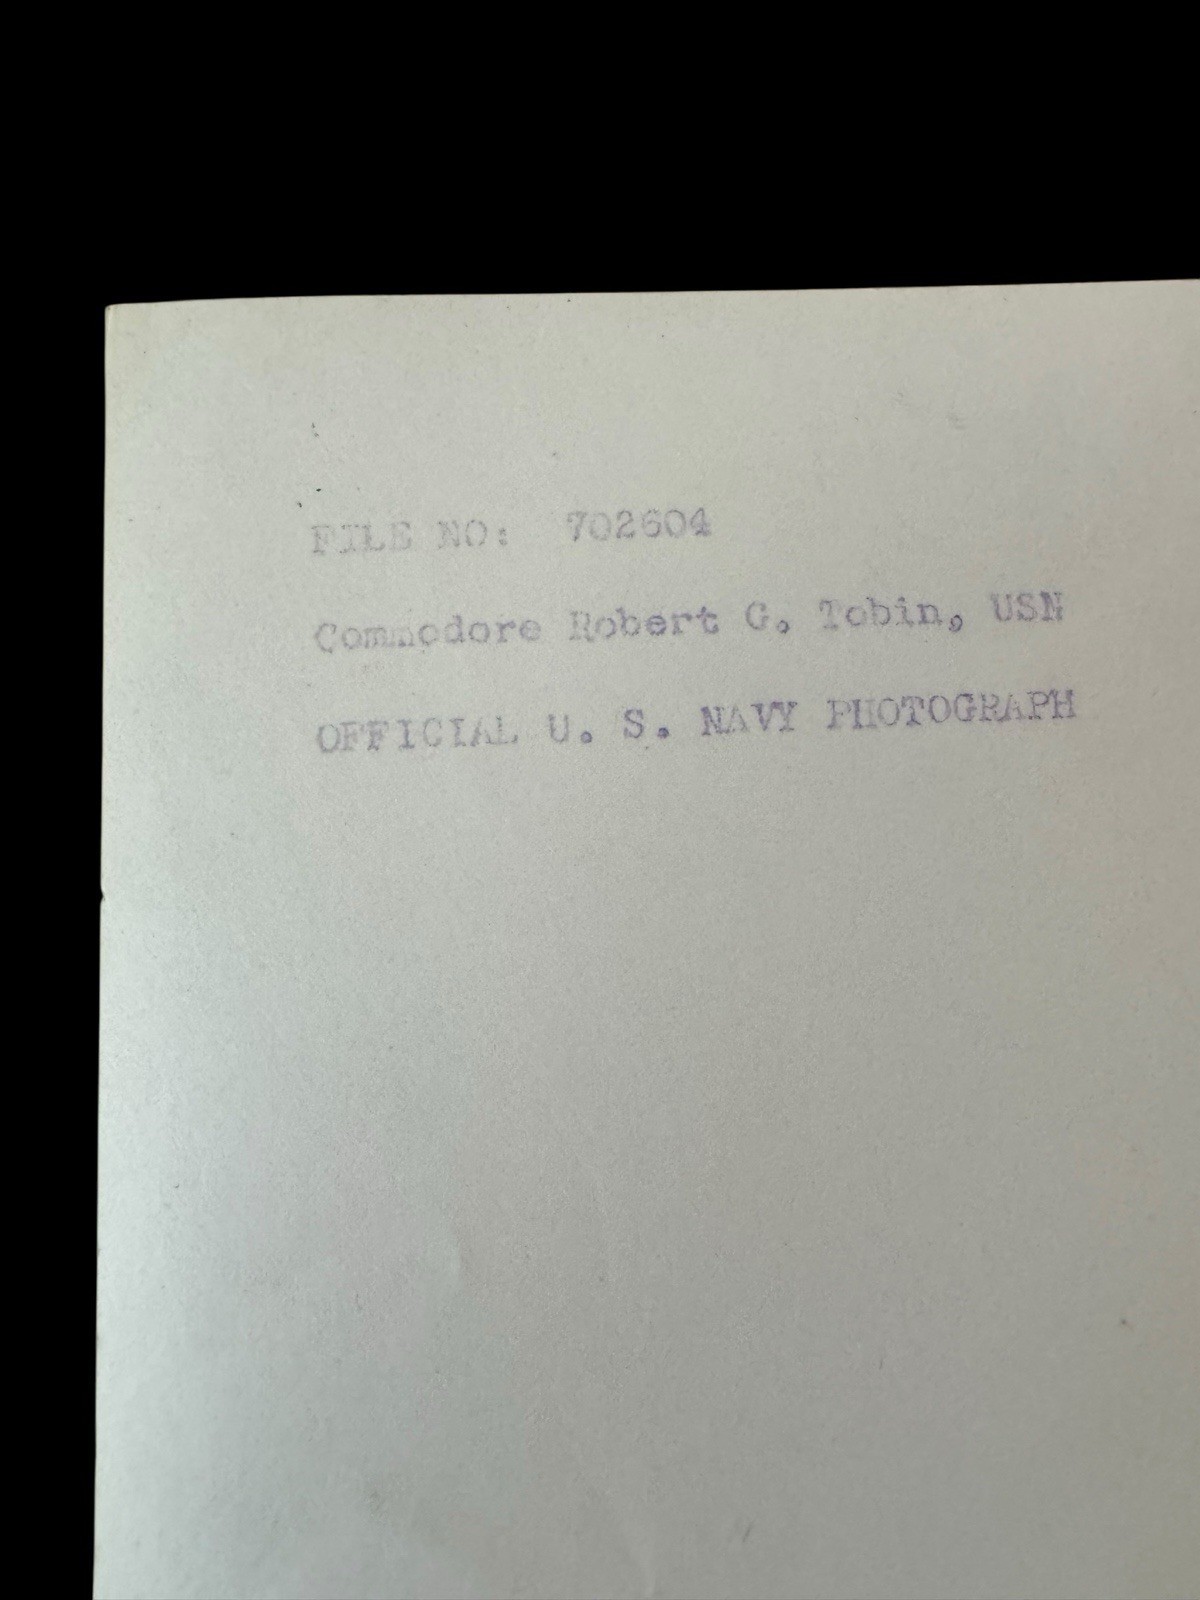 FILE NO: 702604
Commodore Robert G. Tobin, USN
OFFICIAL U. S. NAVY PHOTOGRAPH